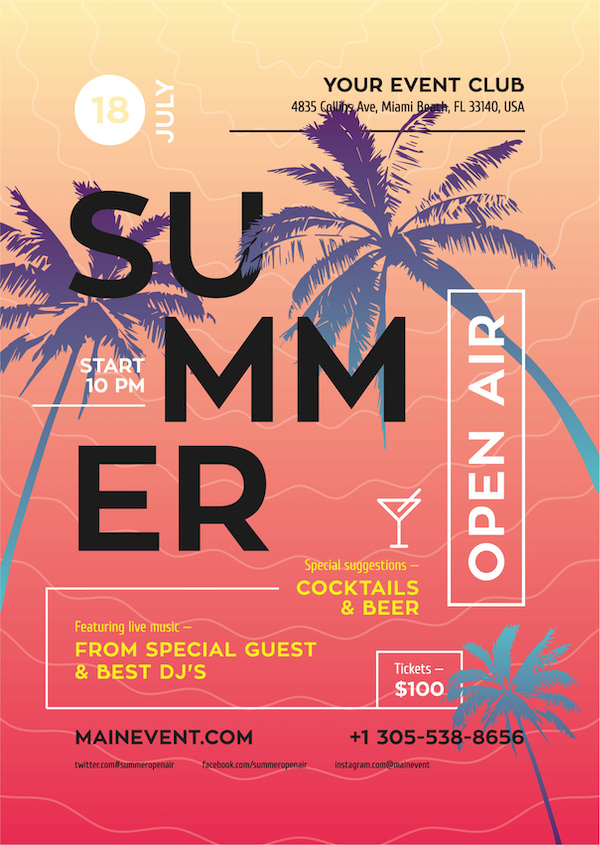 18
JULY
YOUR EVENT CLUB
4835 Collins Ave, Miami Beach, FL 33140, USA
SU
MM
ER
START
10 PM
OPEN AIR
Special suggestions —
COCKTAILS
& BEER
Featuring live music —
FROM SPECIAL GUEST
& BEST DJ'S
Tickets —
$100
MAINEVENT.COM
+1 305-538-8656
twitter.com#summeropenair
facebook.com/summeropenair
instagram.com@mainevent